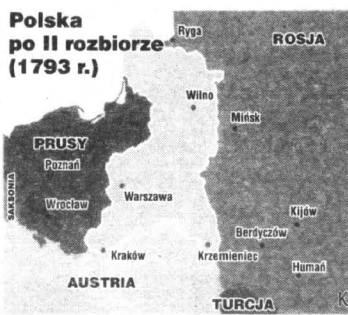 Polska
po II rozbiorze
(1793 r.)
Ryga
ROSJA
Wilno
Mińsk
PRUSY
Poznań
SAKSONIA
Wrocław
Warszawa
Kijów
Berdyczów
Kraków
Krzemieniec
Humań
AUSTRIA
TURCJA
K